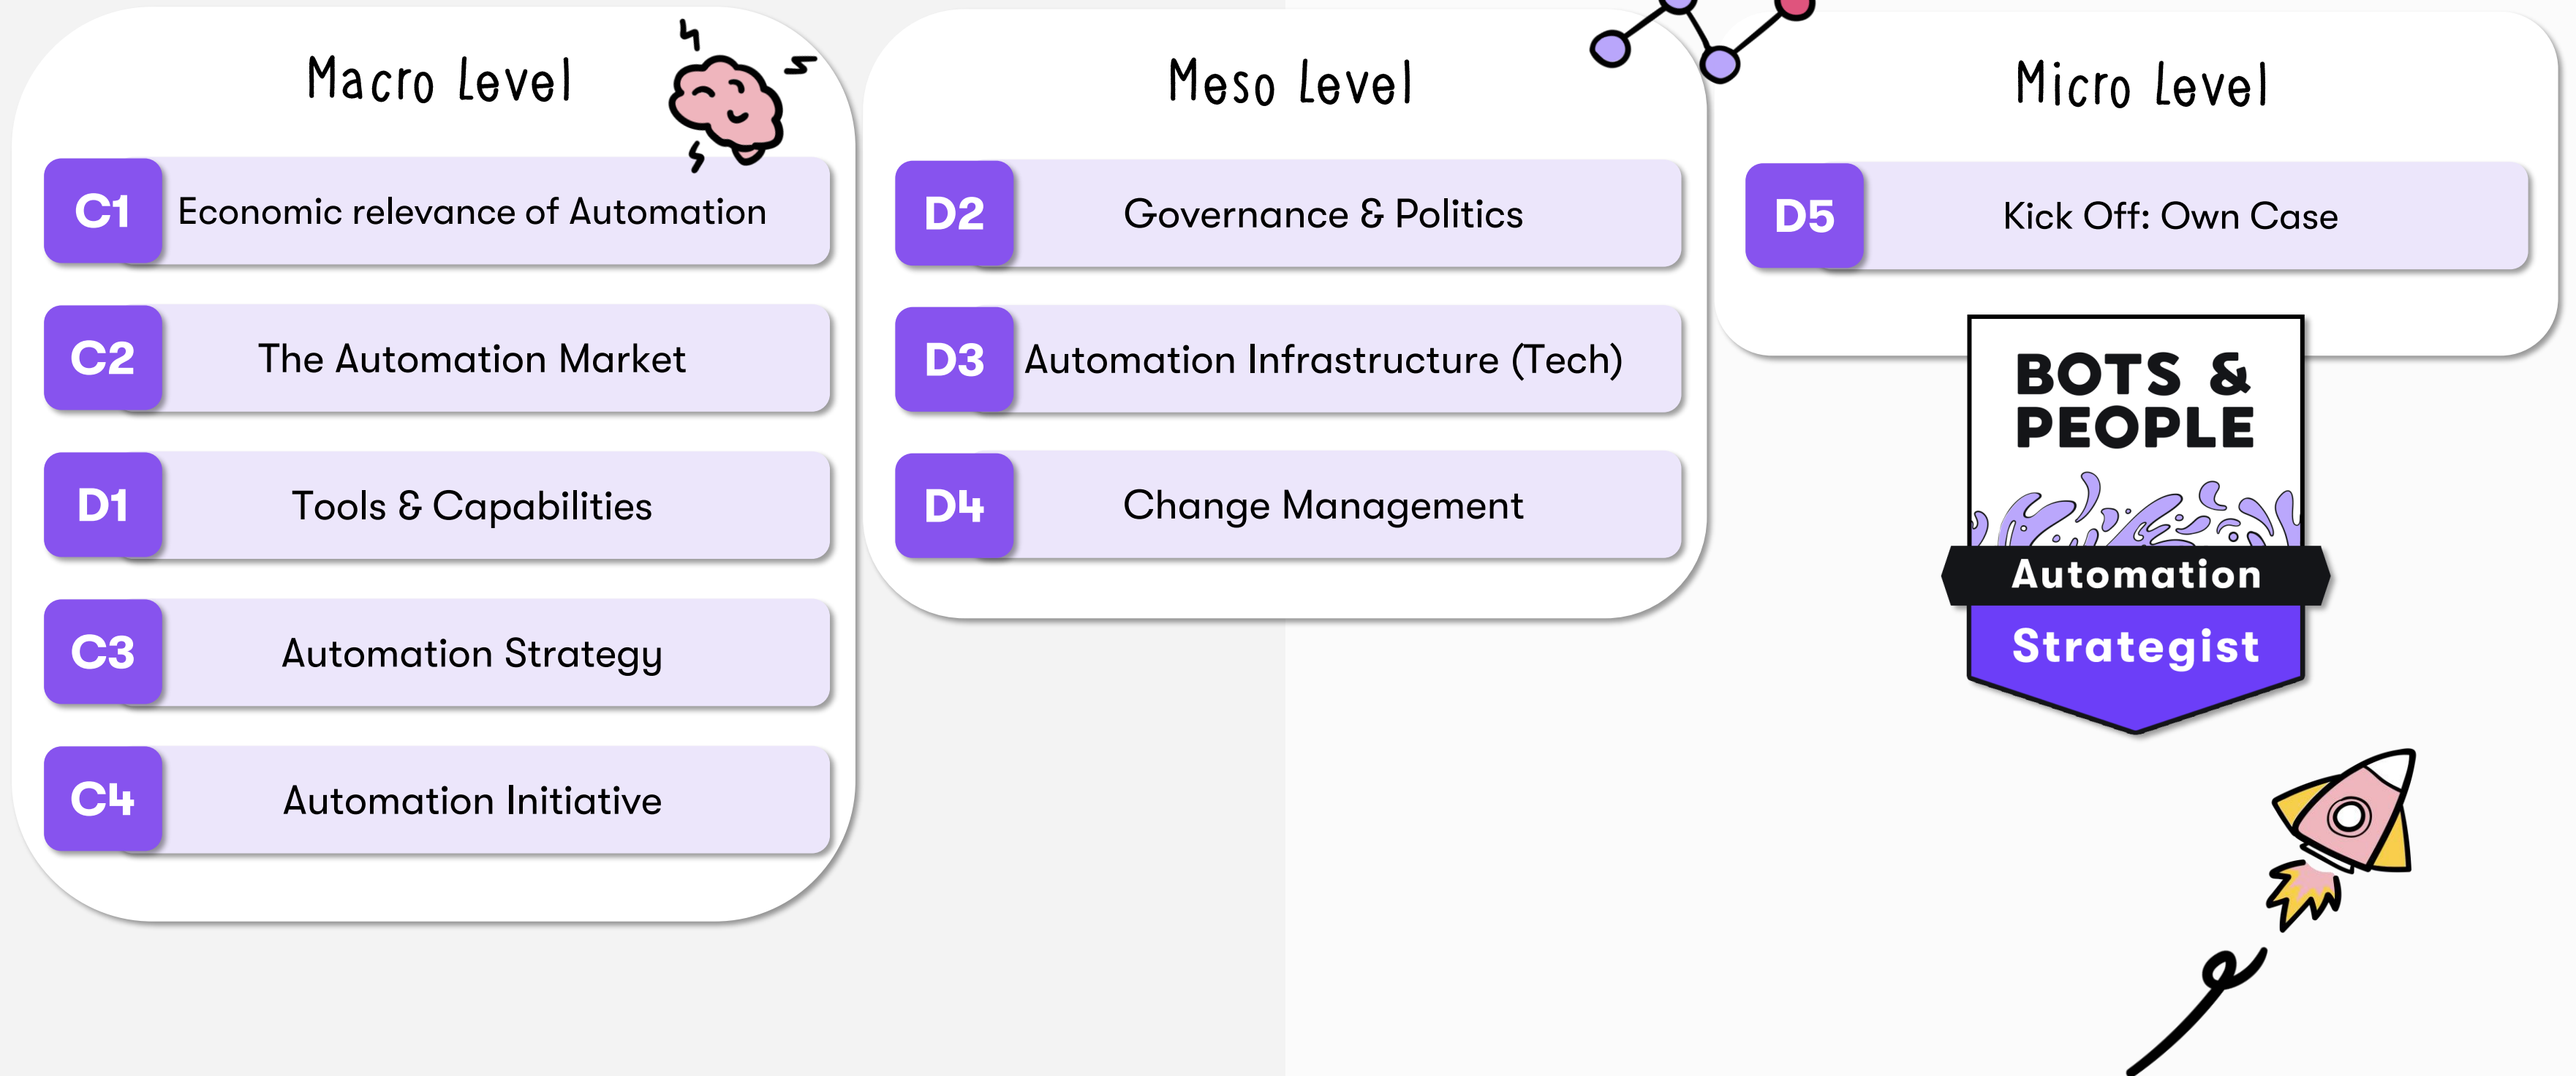 Macro Level
C1 Economic relevance of Automation
C2 The Automation Market
D1 Tools & Capabilities
C3 Automation Strategy
C4 Automation Initiative
Meso Level
D2 Governance & Politics
D3 Automation Infrastructure (Tech)
D4 Change Management
Micro Level
D5 Kick Off: Own Case
BOTS &
PEOPLE
Automation
Strategist